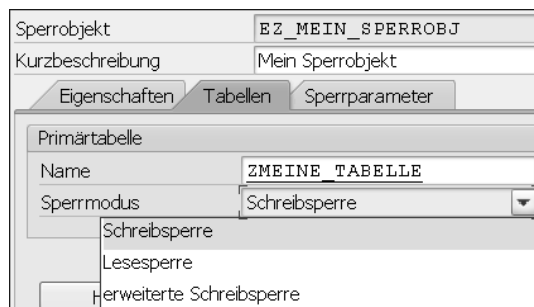 Sperrobjekt EZ_MEIN_SPERROBJ
Kurzbeschreibung Mein Sperrobjekt
Eigenschaften Tabellen Sperrparameter
Primärtabelle
Name ZMEINE_TABELLE
Sperrmodus Schreibsperre
Schreibsperre
Lesesperre
erweiterte Schreibsperre